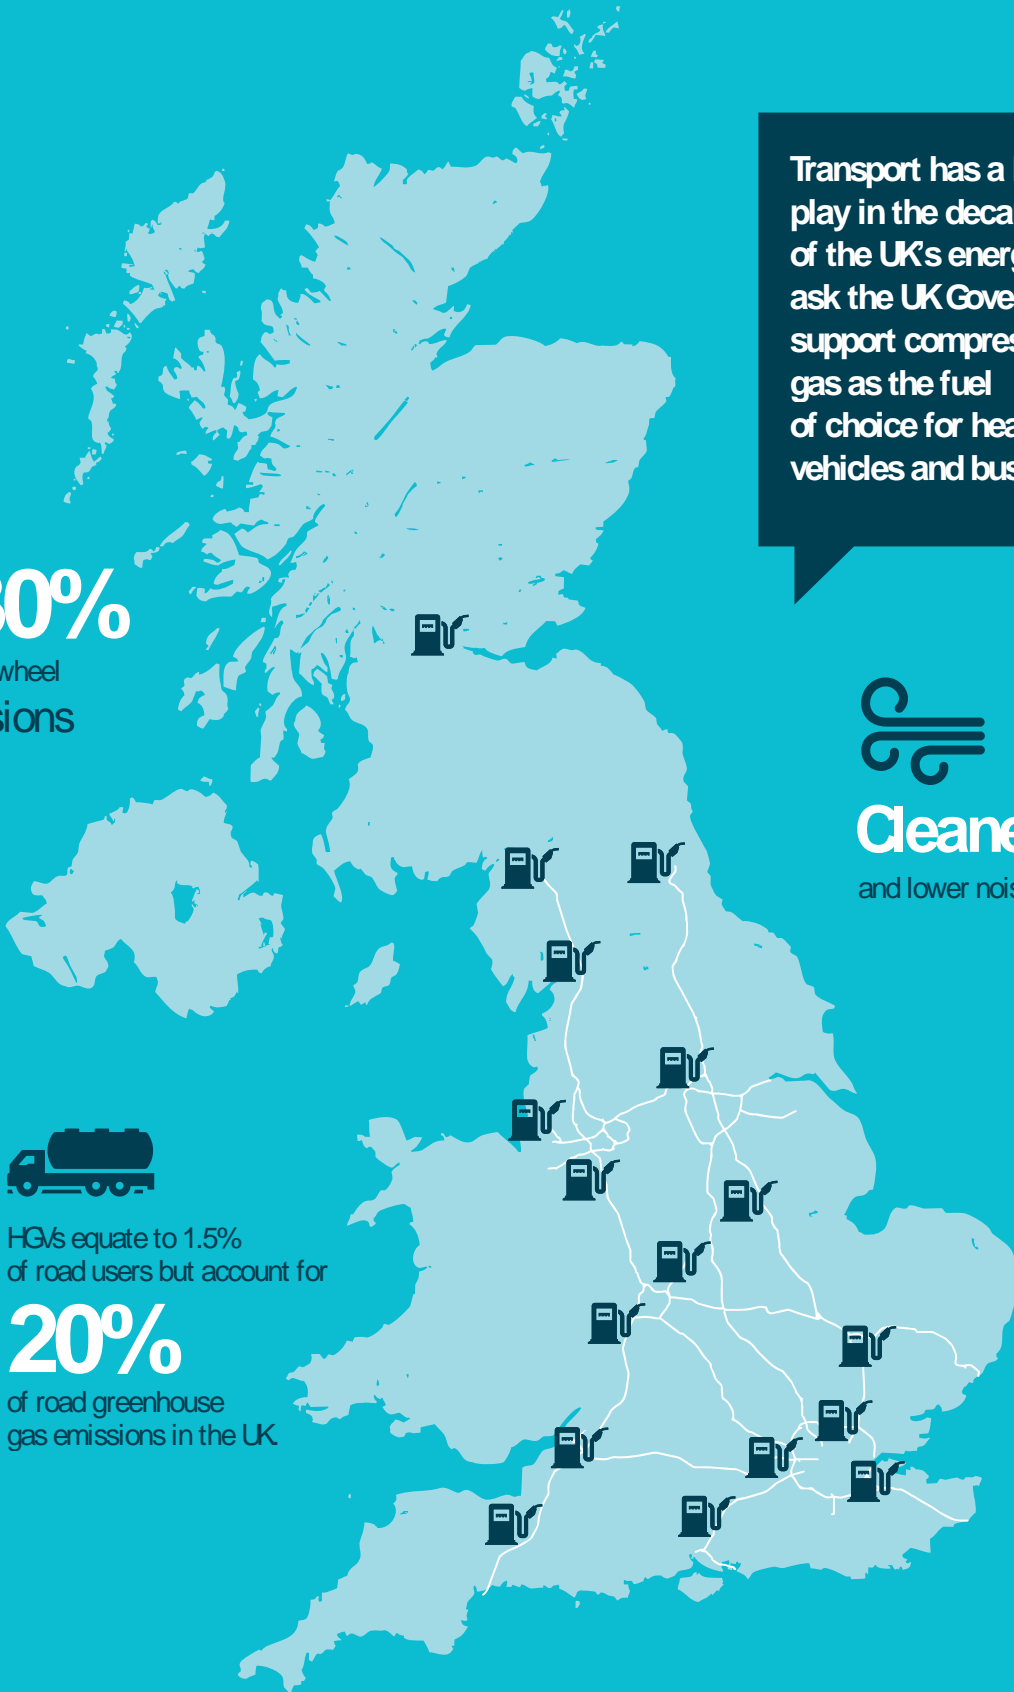 Transport has a
play in the deca
of the UK's energ
ask the UK Gove
support compres
gas as the fuel
of choice for hea
vehicles and bus
30%
wheel
sions
Cleane
and lower nois
HGVs equate to 1.5%
of road users but account for
20%
of road greenhouse
gas emissions in the UK.